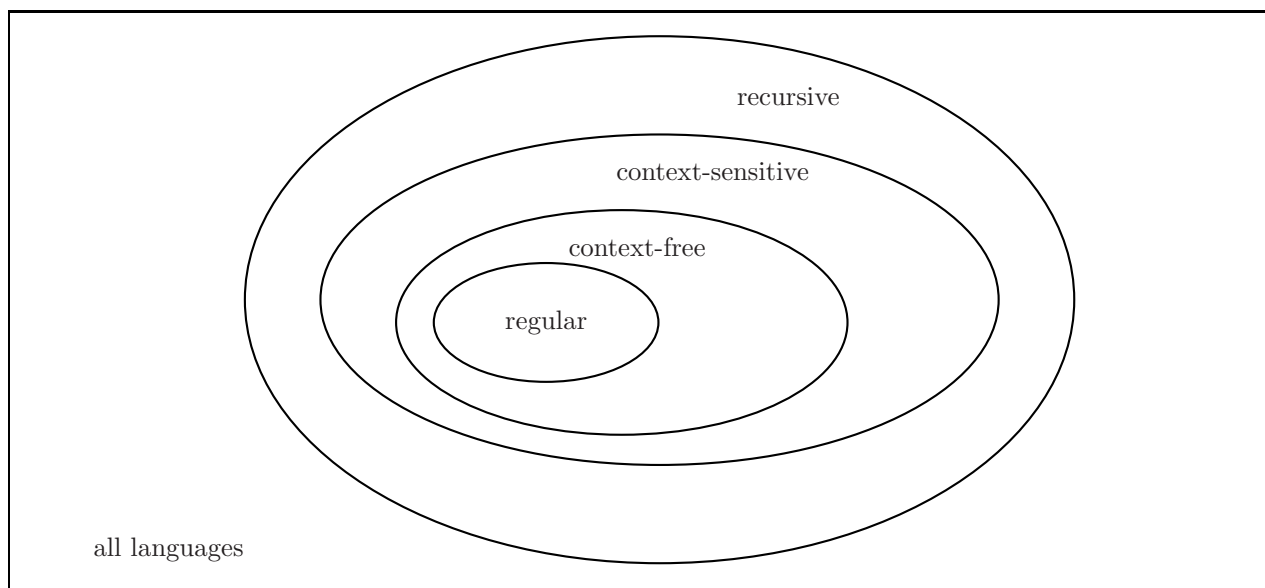 recursive
context-sensitive
context-free
regular
all languages